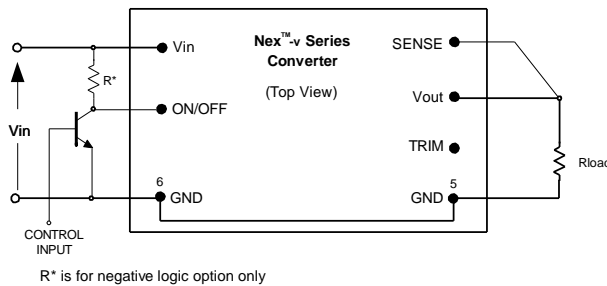 Nex™-v Series
Converter
(Top View)
Vin
ON/OFF
SENSE
Vout
TRIM
R*
Vin
6
GND
5
GND
Rload
CONTROL
INPUT
R* is for negative logic option only